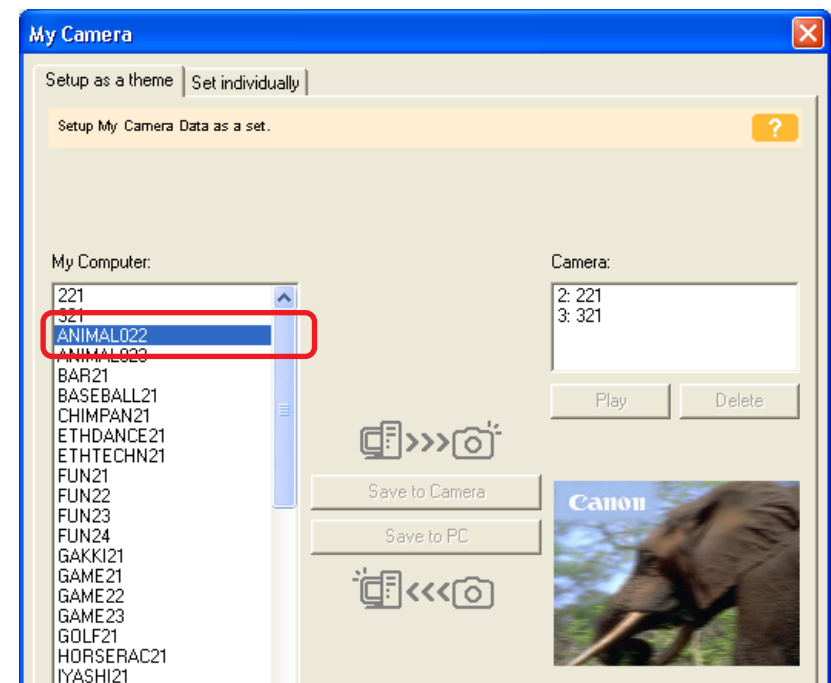 My Camera
Setup as a theme
Set individually
Setup My Camera Data as a set.
?
My Computer:
221
321
ANIMAL022
ANIMAL023
BAR21
BASEBALL21
CHIMPAN21
ETHDANCE21
ETHTECHN21
FUN21
FUN22
FUN23
FUN24
GAKKI21
GAME21
GAME22
GAME23
GOLF21
HORSERAC21
IYASHI21
>>>
Save to Camera
Save to PC
<<<
Camera:
2: 221
3: 321
Play
Delete
Canon